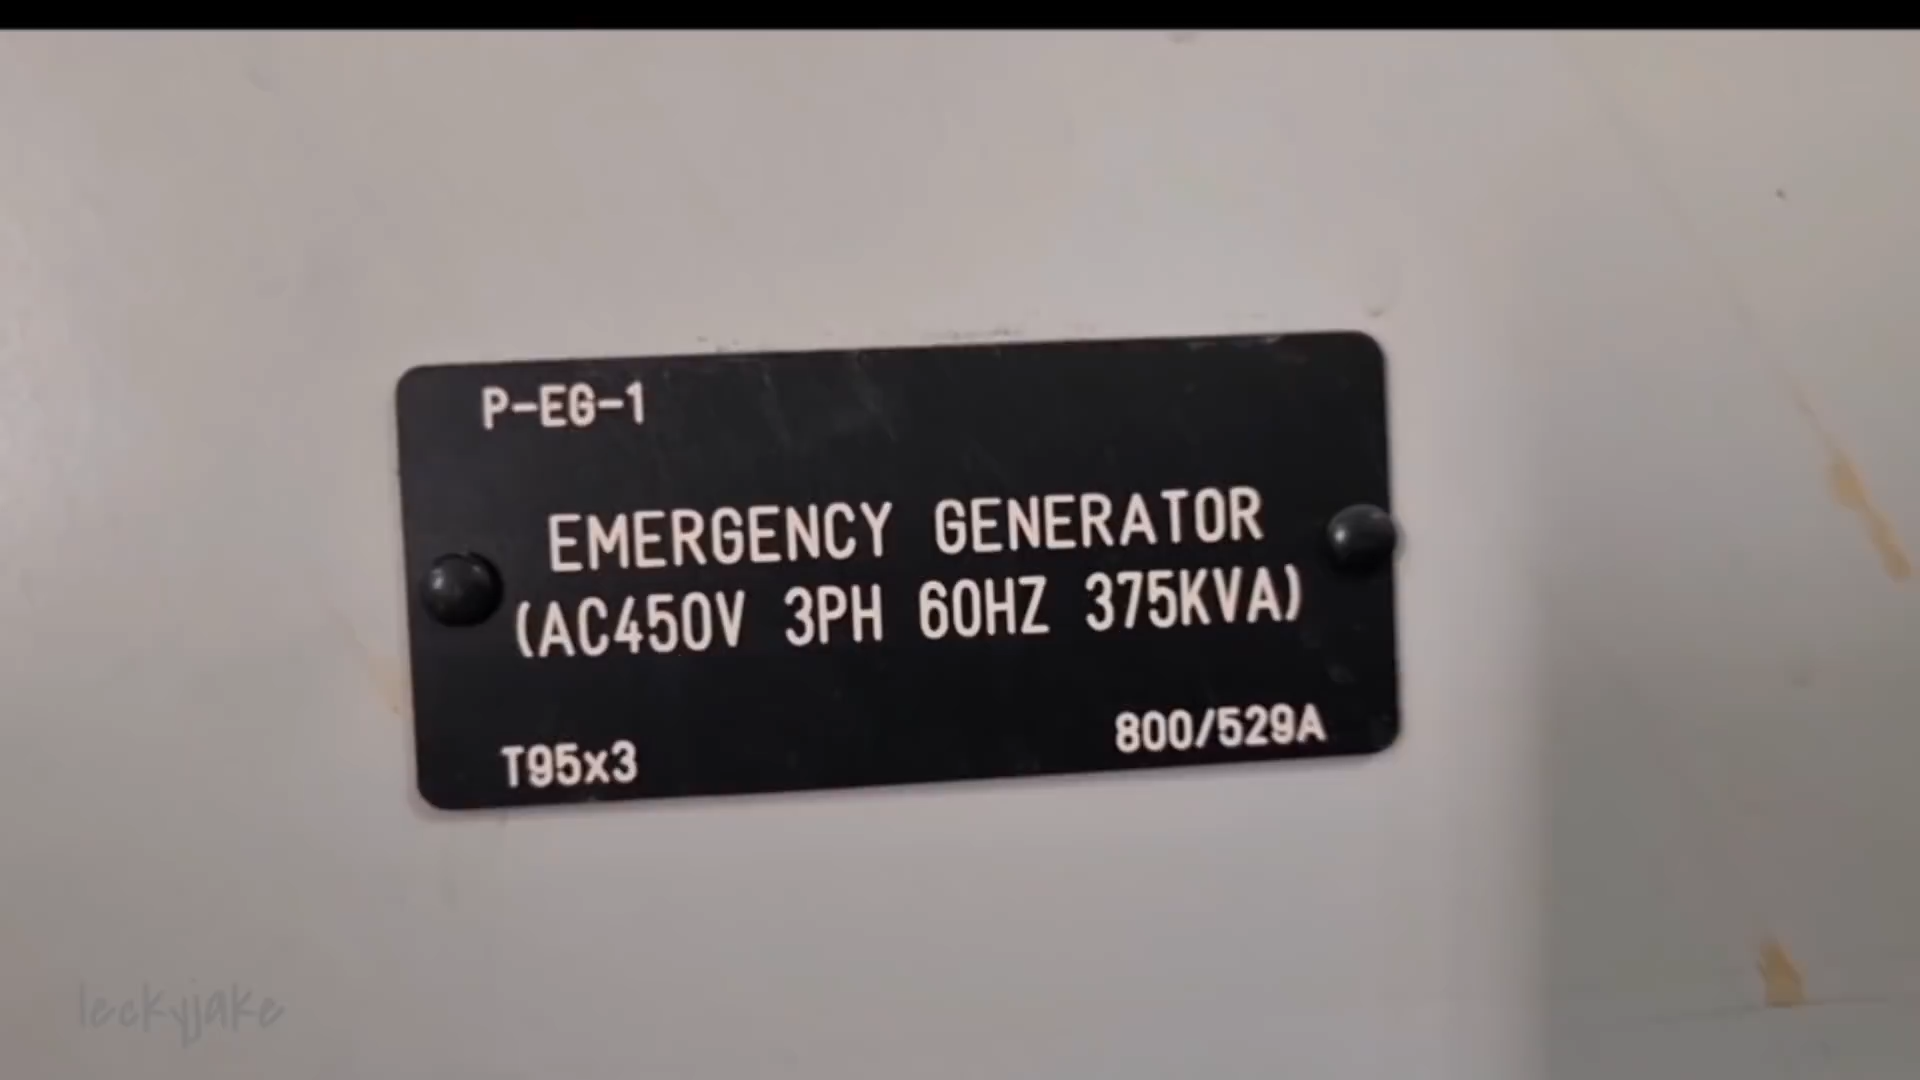 P-EG-1
EMERGENCY GENERATOR
(AC450V 3PH 60HZ 375KVA)
T95x3
800/529A
leckyjake